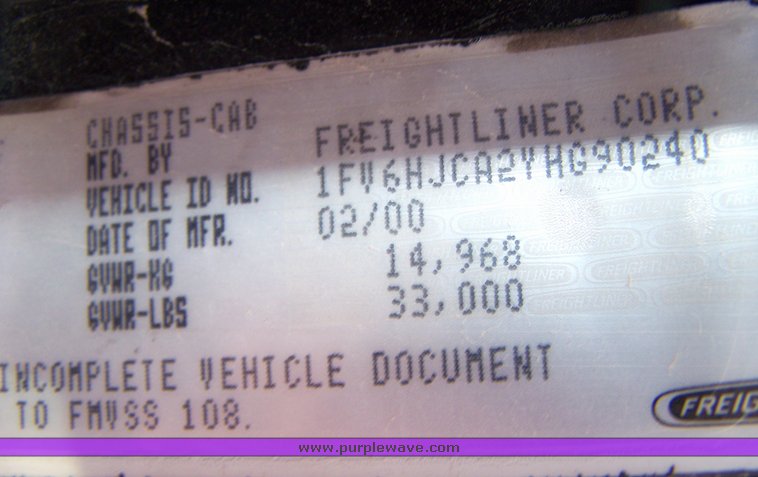 CHASSIS-CAB
MFD. BY FREIGHTLINER CORP.
VEHICLE ID NO. 1FV6HJCA2YHG90240
DATE OF MFR. 02/00
GVWR-KG 14,968
GVWR-LBS 33,000
INCOMPLETE VEHICLE DOCUMENT
TO FMVSS 108.
FREIG
www.purplewave.com